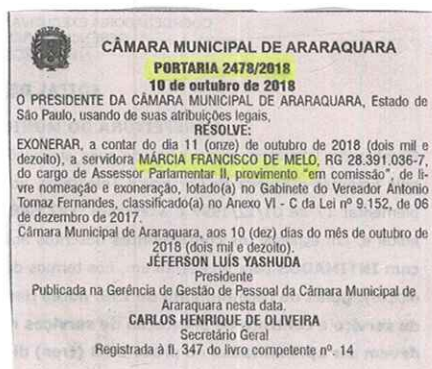 CÂMARA MUNICIPAL DE ARARAQUARA
PORTARIA 2478/2018
10 de outubro de 2018
O PRESIDENTE DA CÂMARA MUNICIPAL DE ARARAQUARA, Estado de
São Paulo, usando de suas atribuições legais,
RESOLVE:
EXONERAR, a contar do dia 11 (onze) de outubro de 2018 (dois mil e
dezoito), a servidora MÁRCIA FRANCISCO DE MELO, RG 28.391.036-7,
do cargo de Assessor Parlamentar II, provimento "em comissão", de li-
vre nomeação e exoneração, lotado(a) no Gabinete do Vereador Antonio
Tomaz Fernandes, classificado(a) no Anexo VI - C da Lei nº 9.152, de 06
de dezembro de 2017.
Câmara Municipal de Araraquara, aos 10 (dez) dias do mês de outubro de
2018 (dois mil e dezoito).
JÉFERSON LUÍS YASHUDA
Presidente
Publicada na Gerência de Gestão de Pessoal da Câmara Municipal de
Araraquara nesta data.
CARLOS HENRIQUE DE OLIVEIRA
Secretário Geral
Registrada à fl. 347 do livro competente nº. 14